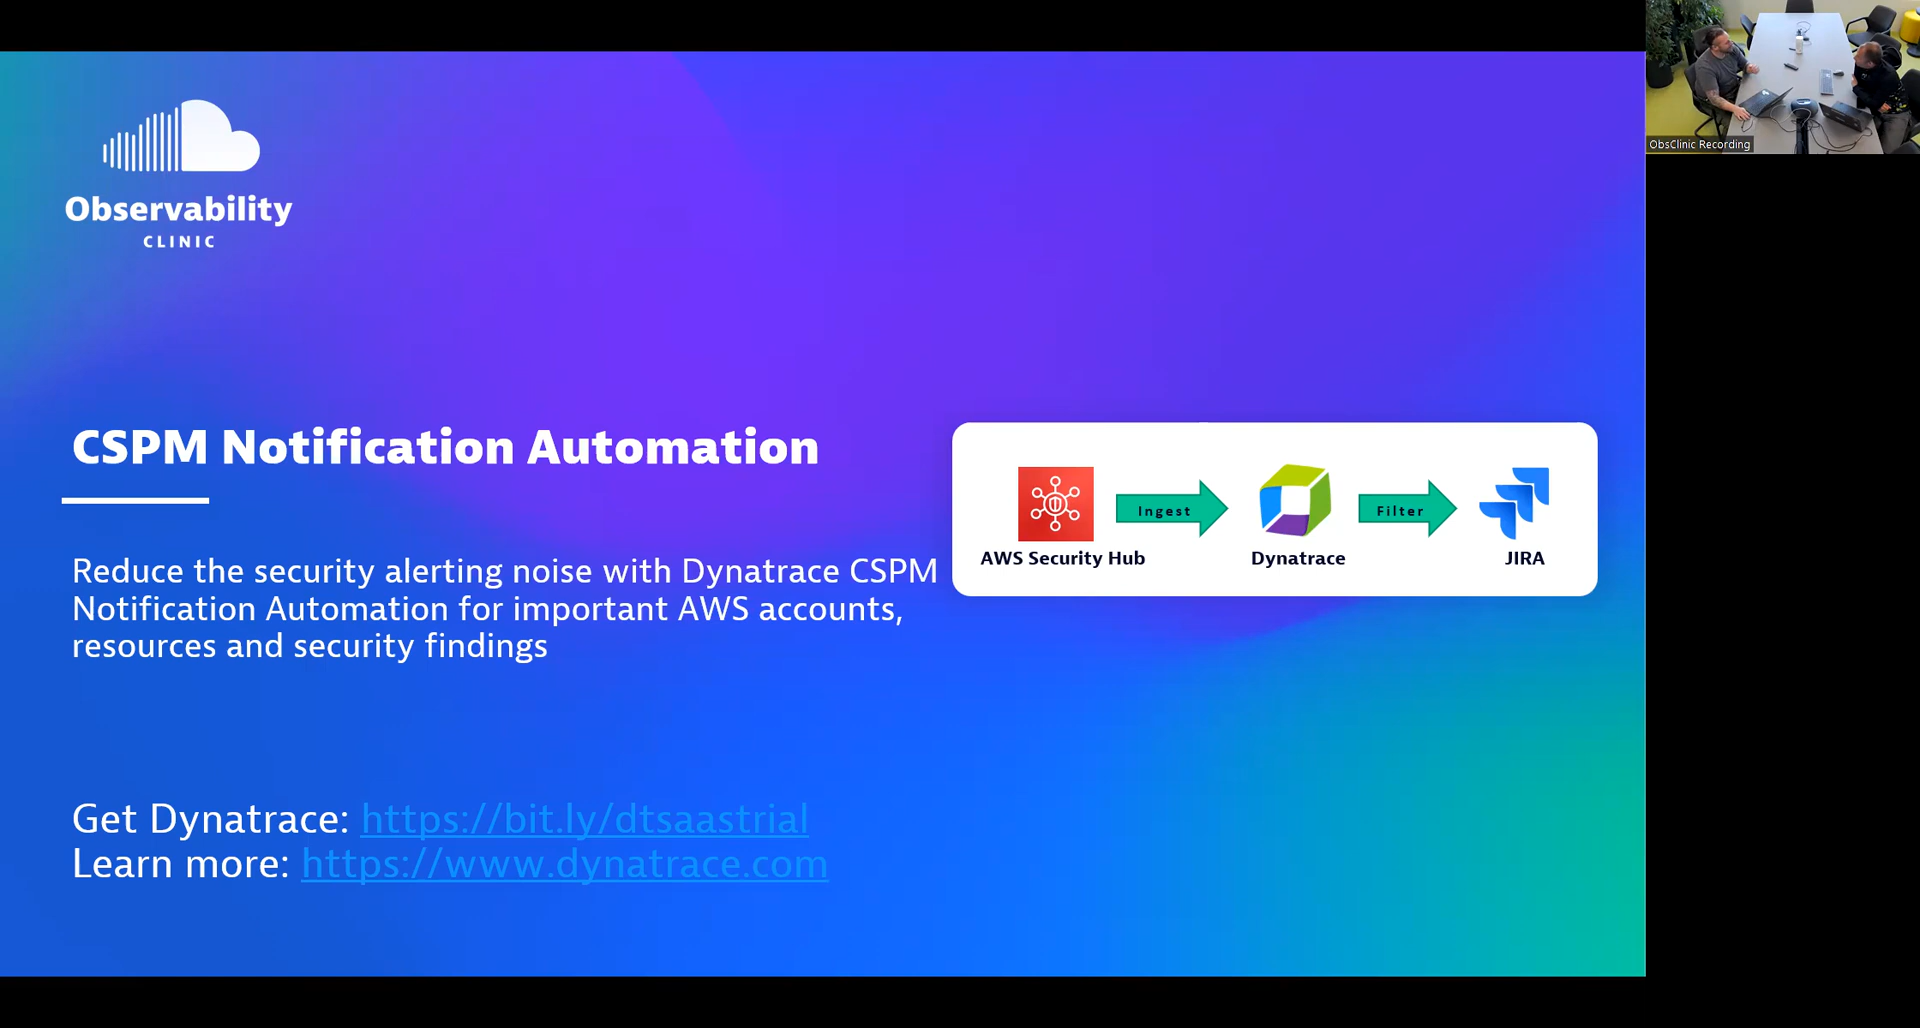 ObsClinic Recording
Observability
CLINIC
CSPM Notification Automation
Reduce the security alerting noise with Dynatrace CSPM
Notification Automation for important AWS accounts,
resources and security findings
Ingest
Filter
AWS Security Hub
Dynatrace
JIRA
Get Dynatrace: https://bit.ly/dtsaastrial
Learn more: https://www.dynatrace.com